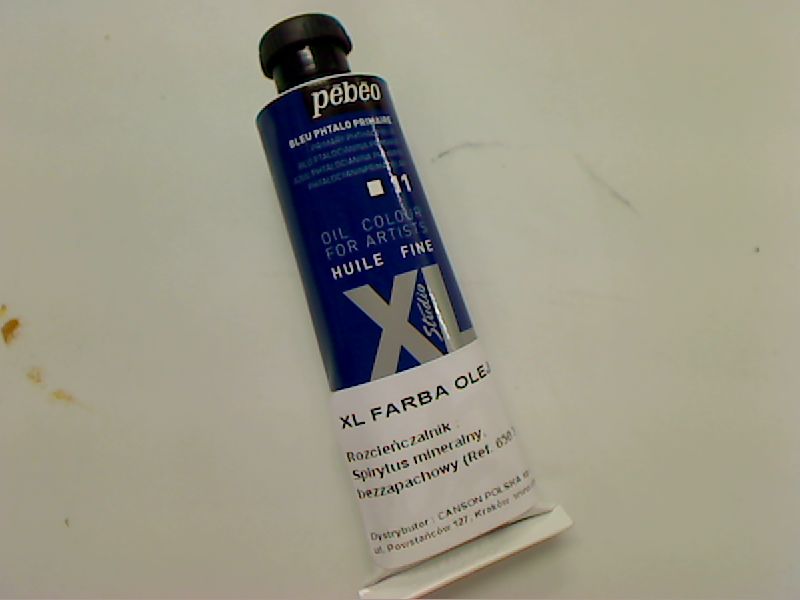 pébéo
BLEU PHTALO PRIMAIRE
PRIMARY
11
OIL COLOUR
FOR ARTISTS
HUILE FINE
XL
Studio
XL FARBA
Rozcieńczalnik :
Spirytus mineralny,
bezzapachowy (Ref.
Dystrybutor : CANSON POLSKA
ul. Powstańców 127, Kraków